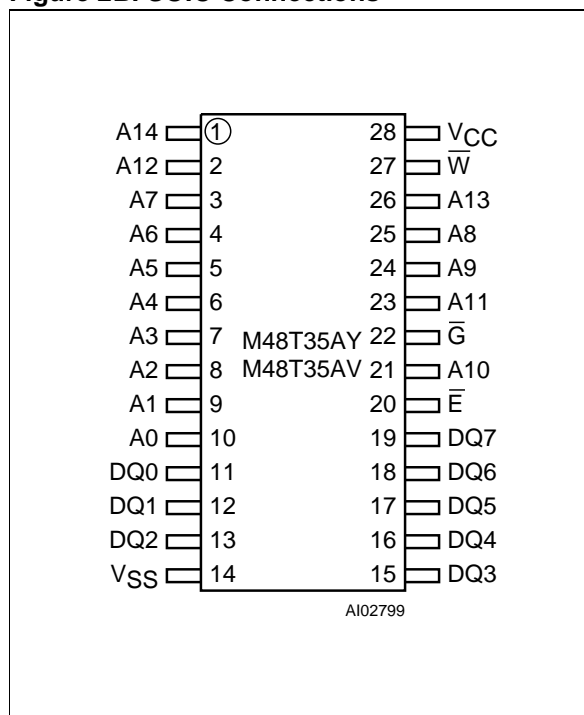 A14 1 28 VCC
A12 2 27 W̅
A7 3 26 A13
A6 4 25 A8
A5 5 24 A9
A4 6 23 A11
A3 7 M48T35AY 22 G̅
A2 8 M48T35AV 21 A10
A1 9 20 E̅
A0 10 19 DQ7
DQ0 11 18 DQ6
DQ1 12 17 DQ5
DQ2 13 16 DQ4
VSS 14 15 DQ3
AI02799